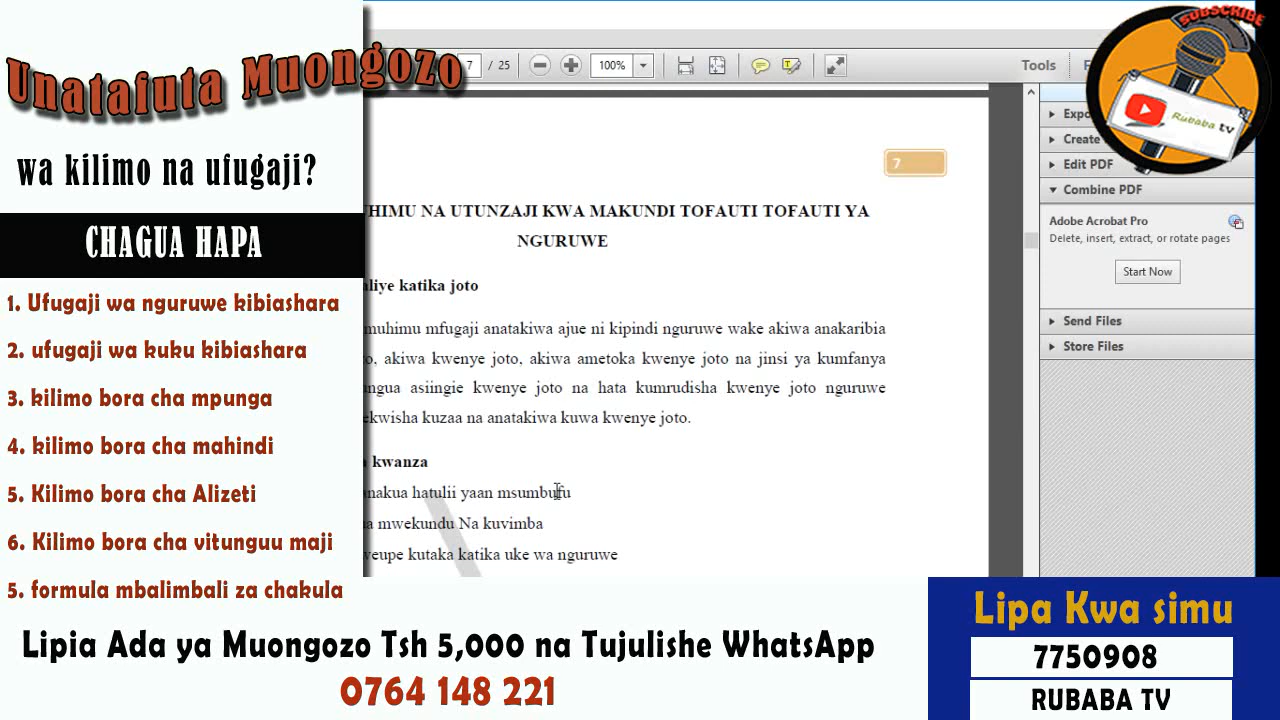 Unatafuta Muongozo
wa kilimo na ufugaji?
CHAGUA HAPA
1. Ufugaji wa nguruwe kibiashara
2. ufugaji wa kuku kibiashara
3. kilimo bora cha mpunga
4. kilimo bora cha mahindi
5. Kilimo bora cha Alizeti
6. Kilimo bora cha vitunguu maji
5. formula mbalimbali za chakula
7 / 25
100%
Tools
7
NA UTUNZAJI KWA MAKUNDI TOFAUTI TOFAUTI YA
NGURUWE
katika joto
muhimu mfugaji anatakiwa ajue ni kipindi nguruwe wake akiwa anakaribia
akiwa kwenye joto, akiwa ametoka kwenye joto na jinsi ya kumfanya
asiingie kwenye joto na hata kumrudisha kwenye joto nguruwe
kuzaa na anatakiwa kuwa kwenye joto.
kwanza
hatulii yaan msumbufu
mwekundu Na kuvimba
kutaka katika uke wa nguruwe
Create
Edit PDF
Combine PDF
Adobe Acrobat Pro
Delete, insert, extract, or rotate pages
Start Now
Send Files
Store Files
SUBSCRIBE
Rubaba tv
Lipia Ada ya Muongozo Tsh 5,000 na Tujulishe WhatsApp
0764 148 221
Lipa Kwa simu
7750908
RUBABA TV